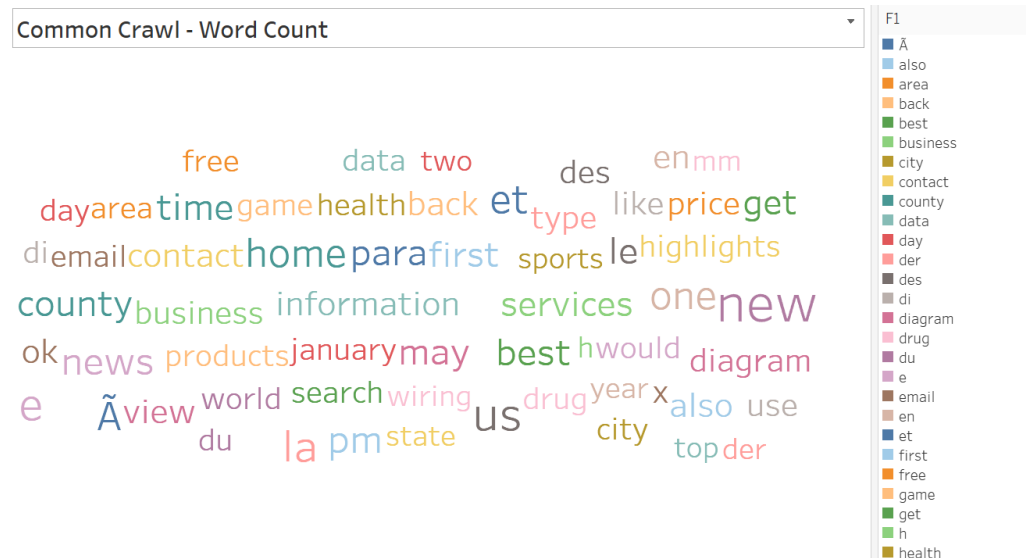 Common Crawl - Word Count
free data two des en mm
day area time game health back et type like price get
di email contact home para first sports le highlights
county business information services one new
ok news products january may best h would diagram
e Ã view world search wiring us drug year x also use
du la pm state city top der
F1
Ã
also
area
back
best
business
city
contact
county
data
day
der
des
di
diagram
drug
du
e
email
en
et
first
free
game
get
h
health